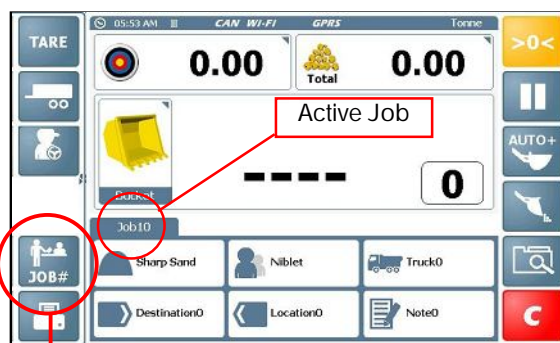 TARE
05:53 AM
CAN WI-FI
GPRS
Tonne
>0<
0.00
Total
0.00
Active Job
AUTO+
Bucket
----
0
Job10
JOB#
Sharp Sand
Niblet
Truck0
Destination0
Location0
Note0
C